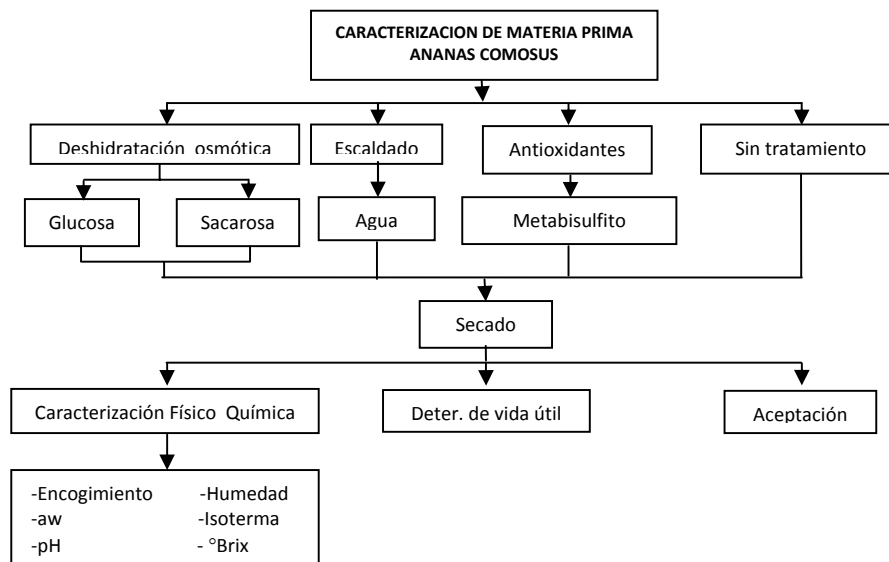 CARACTERIZACION DE MATERIA PRIMA
ANANAS COMOSUS
Deshidratación osmótica
Escaldado
Antioxidantes
Sin tratamiento
Glucosa
Sacarosa
Agua
Metabisulfito
Secado
Caracterización Físico Química
Deter. de vida útil
Aceptación
-Encogimiento -Humedad
-aw -Isoterma
-pH - °Brix